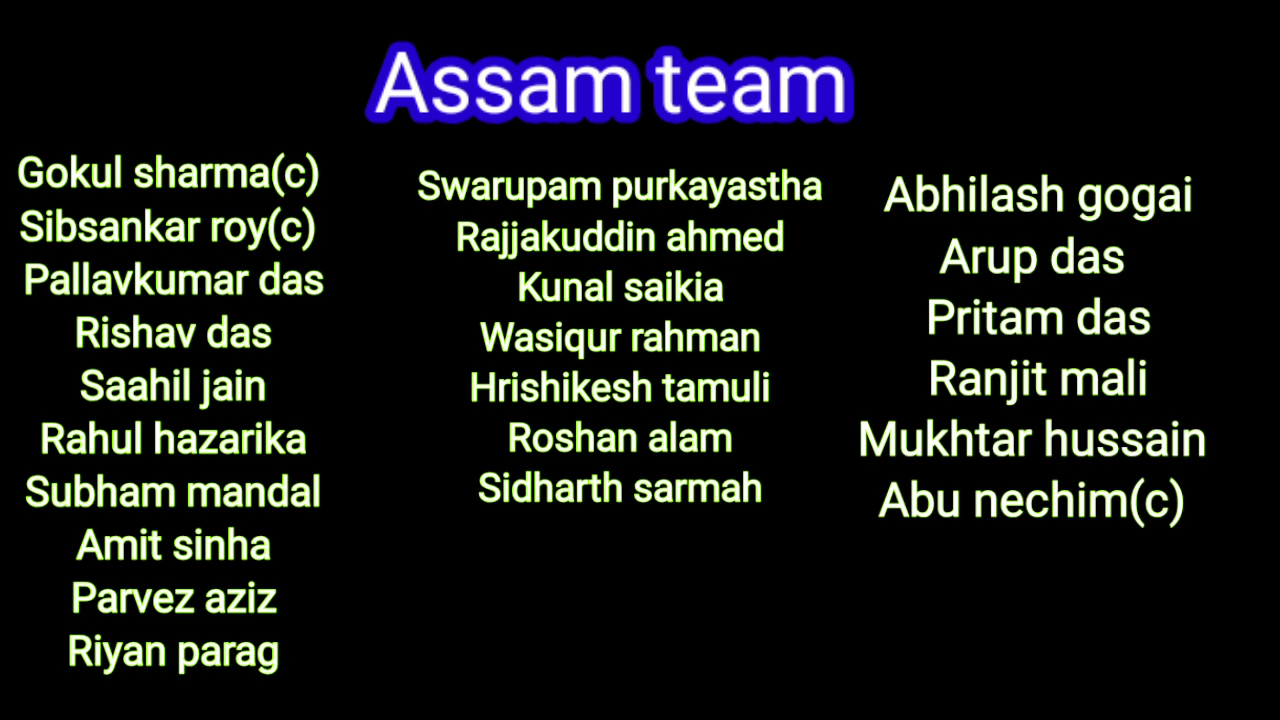 Assam team
Gokul sharma(c)
Sibsankar roy(c)
Pallavkumar das
Rishav das
Saahil jain
Rahul hazarika
Subham mandal
Amit sinha
Parvez aziz
Riyan parag
Swarupam purkayastha
Rajjakuddin ahmed
Kunal saikia
Wasiqur rahman
Hrishikesh tamuli
Roshan alam
Sidharth sarmah
Abhilash gogai
Arup das
Pritam das
Ranjit mali
Mukhtar hussain
Abu nechim(c)